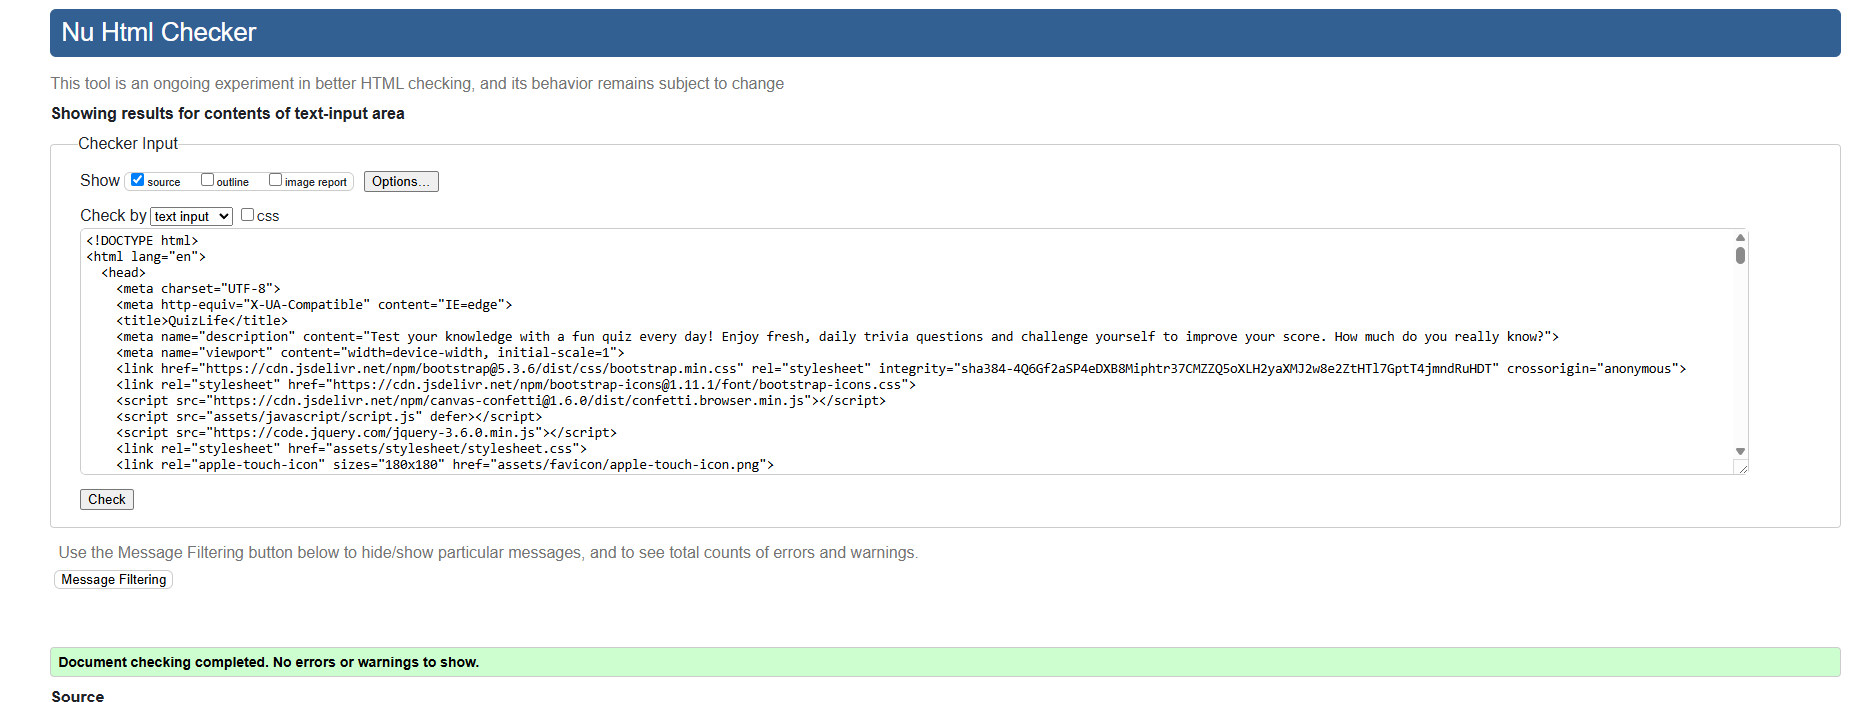 Nu Html Checker
This tool is an ongoing experiment in better HTML checking, and its behavior remains subject to change
Showing results for contents of text-input area
Checker Input
Show source outline image report Options...
Check by text input css
<!DOCTYPE html>
<html lang="en">
<head>
<meta charset="UTF-8">
<meta http-equiv="X-UA-Compatible" content="IE=edge">
<title>QuizLife</title>
<meta name="description" content="Test your knowledge with a fun quiz every day! Enjoy fresh, daily trivia questions and challenge yourself to improve your score. How much do you really know?">
<meta name="viewport" content="width=device-width, initial-scale=1">
<link href="https://cdn.jsdelivr.net/npm/bootstrap@5.3.6/dist/css/bootstrap.min.css" rel="stylesheet" integrity="sha384-4Q6Gf2aSP4eDXB8Miphtr37CMZZQ5oXLH2yaXMJ2w8e2ZtHTl7GptT4jmndRuHDT" crossorigin="anonymous">
<link rel="stylesheet" href="https://cdn.jsdelivr.net/npm/bootstrap-icons@1.11.1/font/bootstrap-icons.css">
<script src="https://cdn.jsdelivr.net/npm/canvas-confetti@1.6.0/dist/confetti.browser.min.js"></script>
<script src="assets/javascript/script.js" defer></script>
<script src="https://code.jquery.com/jquery-3.6.0.min.js"></script>
<link rel="stylesheet" href="assets/stylesheet/stylesheet.css">
<link rel="apple-touch-icon" sizes="180x180" href="assets/favicon/apple-touch-icon.png">
Check
Use the Message Filtering button below to hide/show particular messages, and to see total counts of errors and warnings.
Message Filtering
Document checking completed. No errors or warnings to show.
Source